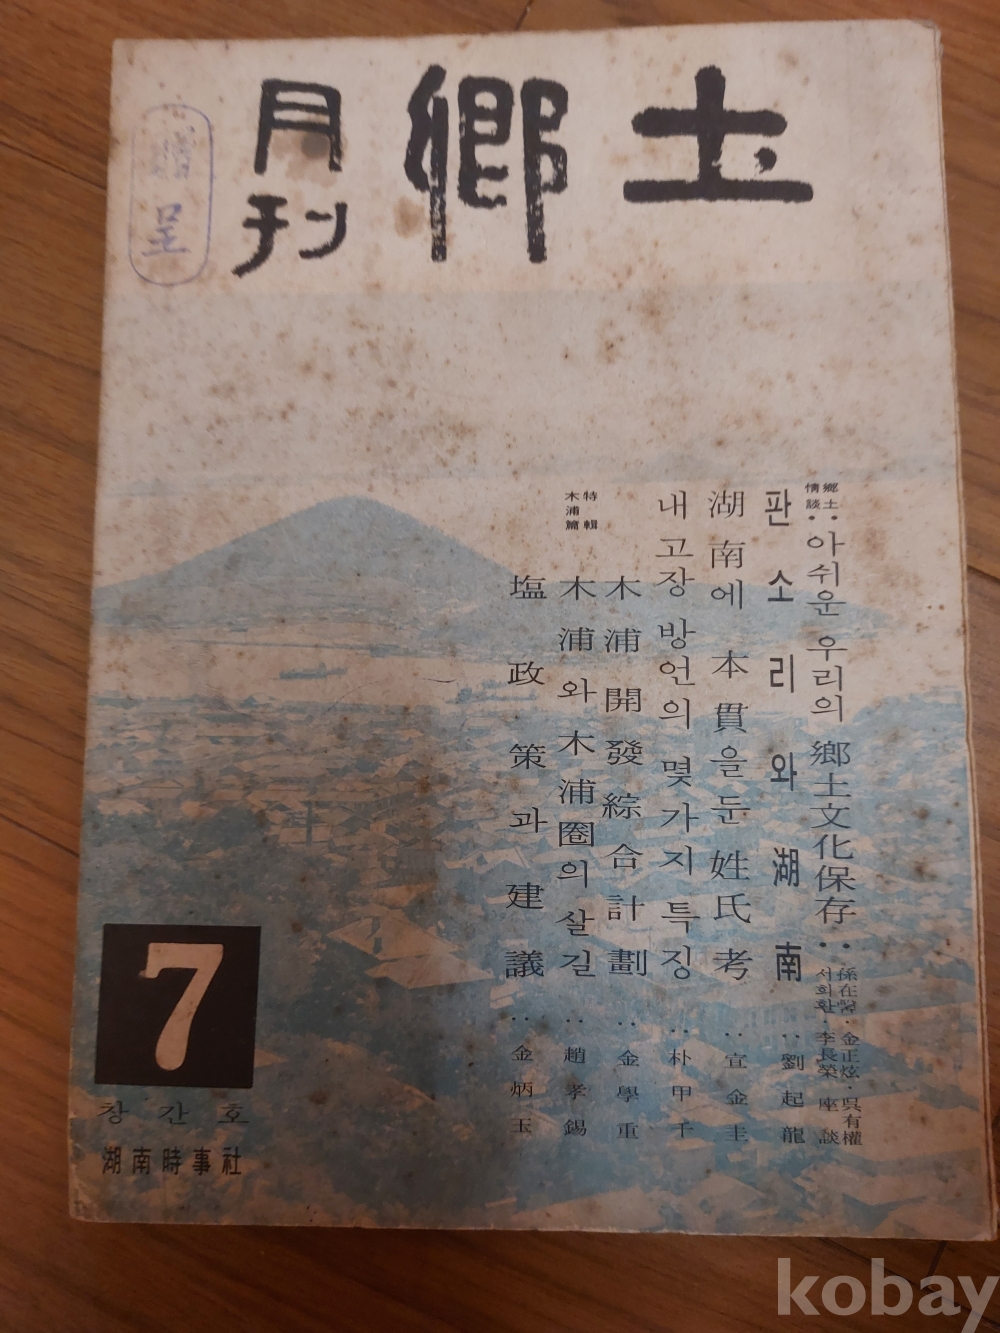 月刊 鄕土
贈呈
鄕土情談：아쉬운 우리의 鄕土文化保存：
金正炫・吳有權
서희환・李長榮・座談
판소리와 湖南：劉起龍
湖南에 本貫을 둔 姓氏考：宣金圭
내 고장 방언의 몇가지 특징：朴甲千
特輯 木浦篇
木浦開發綜合計劃：金學重
木浦와 木浦圈의 살길：趙孝錫
塩政策과 建議：金炳玉
7
창간호
湖南時事社
kobay